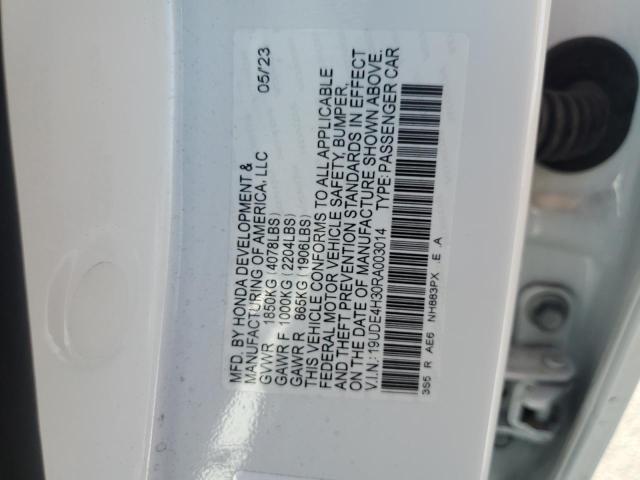 MFD. BY HONDA DEVELOPMENT &
MANUFACTURING OF AMERICA, LLC 05/'23
GVWR 1850KG (4078LBS)
GAWR F 1000KG (2204LBS)
GAWR R 865KG (1906LBS)
THIS VEHICLE CONFORMS TO ALL APPLICABLE
FEDERAL MOTOR VEHICLE SAFETY, BUMPER,
AND THEFT PREVENTION STANDARDS IN EFFECT
ON THE DATE OF MANUFACTURE SHOWN ABOVE.
V.I.N.:19UDE4H30RA003014 TYPE:PASSENGER CAR
3S5 R AE6 NH883PX .E .A